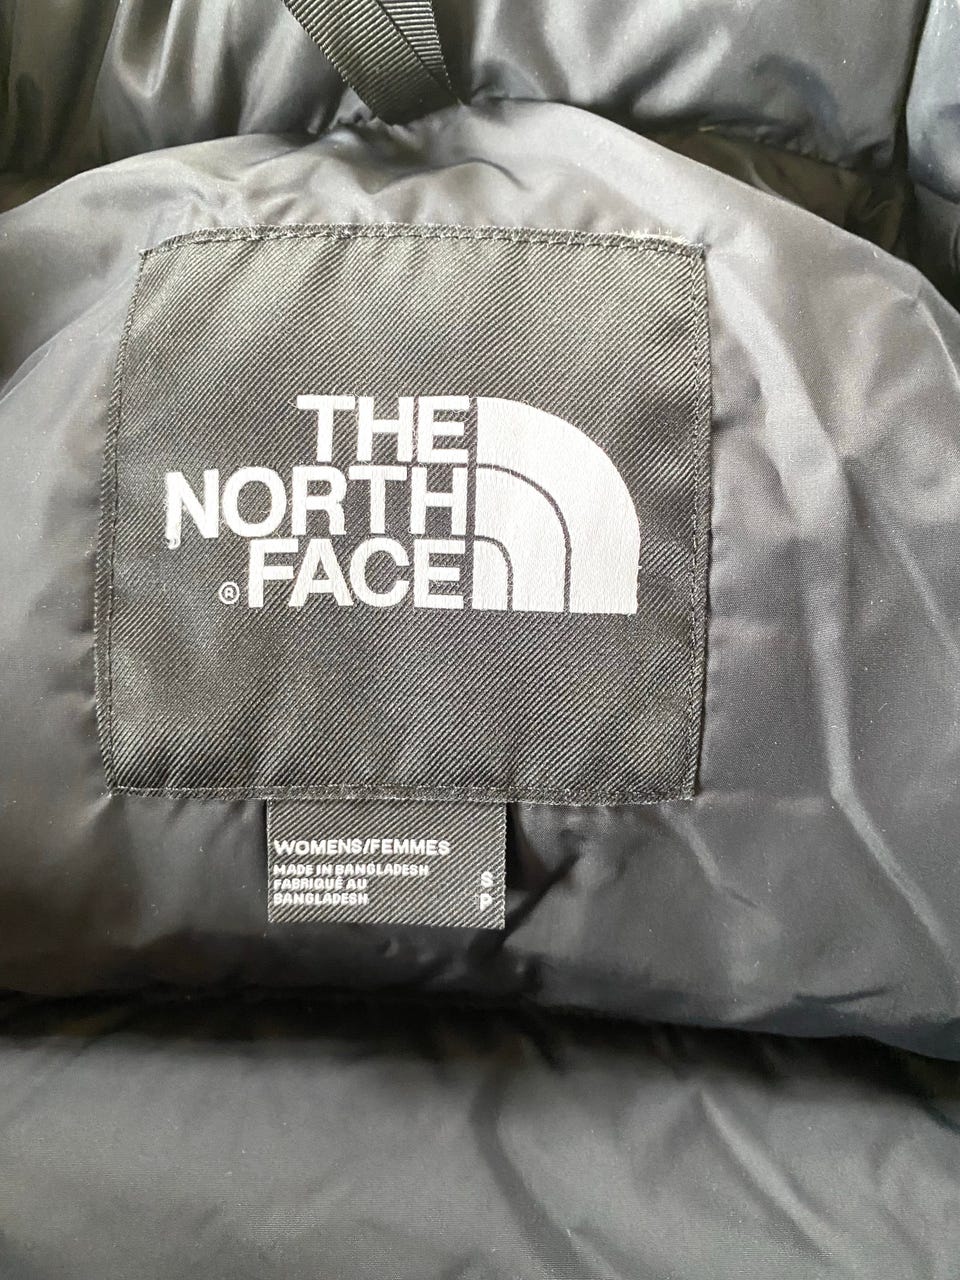 THE
NORTH
®FACE
WOMENS/FEMMES
MADE IN BANGLADESH
FABRIQUÉ AU
BANGLADESH
S
P